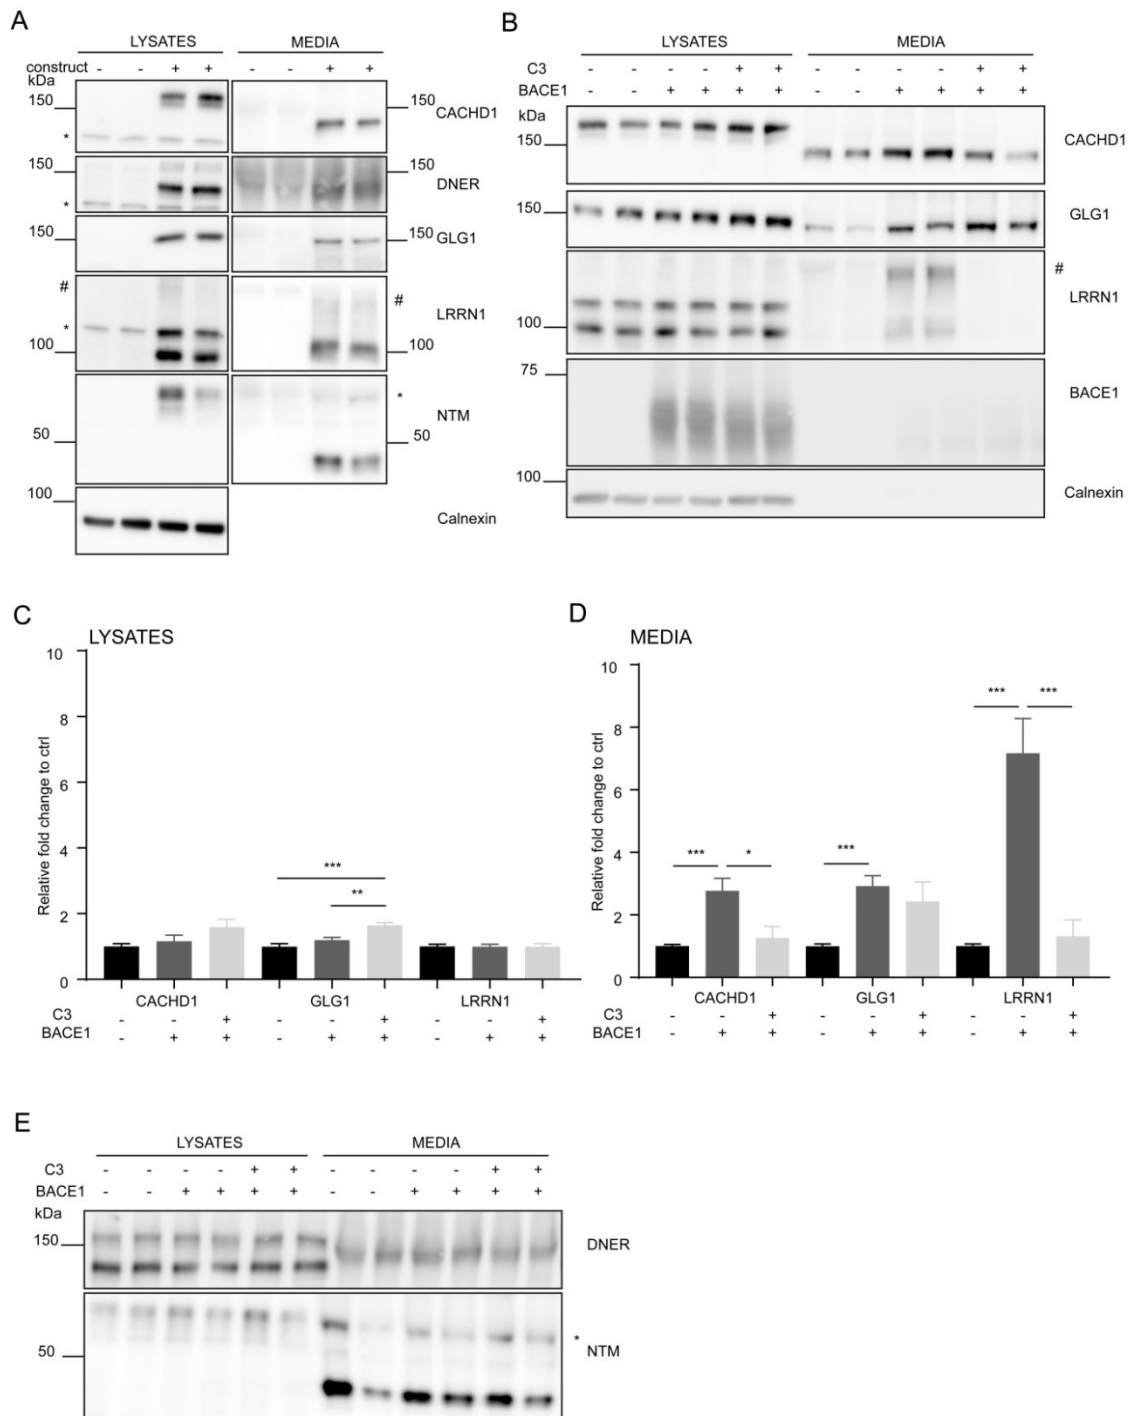 A
LYSATES MEDIA
construct - - + + - - + +
kDa
150 150 CACHD1
*
150 150 DNER
*
150 150 GLG1
# # LRRN1
*
100 100
* NTM
50 50
100 Calnexin
B
LYSATES MEDIA
C3 - - - - + + - - - - + +
BACE1 - - + + + + - - + + + +
kDa
150 CACHD1
150 GLG1
# LRRN1
100
75 BACE1
100 Calnexin
C
LYSATES
Relative fold change to ctrl
10
8
6
4
2
0
***
**
CACHD1 GLG1 LRRN1
C3 - - + - - + - - +
BACE1 - + + - + + - + +
D
MEDIA
Relative fold change to ctrl
10
8
6
4
2
0
*** * *** *** ***
CACHD1 GLG1 LRRN1
C3 - - + - - + - - +
BACE1 - + + - + + - + +
E
LYSATES MEDIA
C3 - - - - + + - - - - + +
BACE1 - - + + + + - - + + + +
kDa
150 DNER
* NTM
50